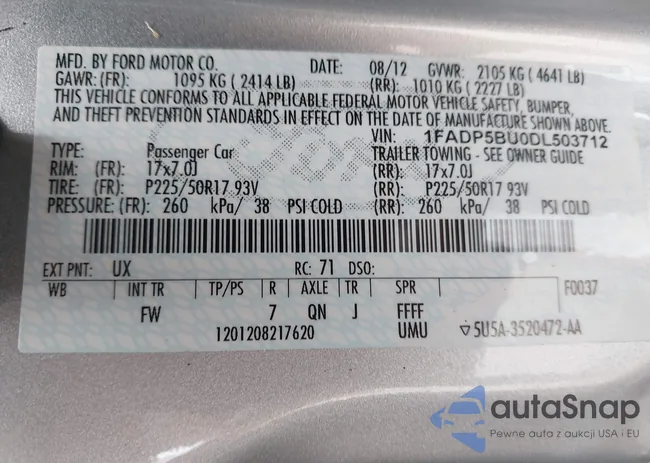 MFD. BY FORD MOTOR CO. DATE: 08/12 GVWR: 2105 KG ( 4641 LB)
GAWR: (FR): 1095 KG ( 2414 LB) (RR): 1010 KG ( 2227 LB)
THIS VEHICLE CONFORMS TO ALL APPLICABLE FEDERAL MOTOR VEHICLE SAFETY, BUMPER,
AND THEFT PREVENTION STANDARDS IN EFFECT ON THE DATE OF MANUFACTURE SHOWN ABOVE.
VIN: 1FADP5BU0DL503712
TYPE: Passenger Car TRAILER TOWING - SEE OWNER GUIDE
RIM: (FR): 17x7.0J (RR): 17x7.0J
TIRE: (FR): P225/50R17 93V (RR): P225/50R17 93V
PRESSURE: (FR): 260 kPa/ 38 PSI COLD (RR): 260 kPa/ 38 PSI COLD
EXT PNT: UX RC: 71 DSO:
WB INT TR TP/PS R AXLE TR SPR F0037
FW 7 QN J FFFF
1201208217620 UMU ▽5U5A-3520472-AA
autaSnap
Pewne auta z aukcji USA i EU